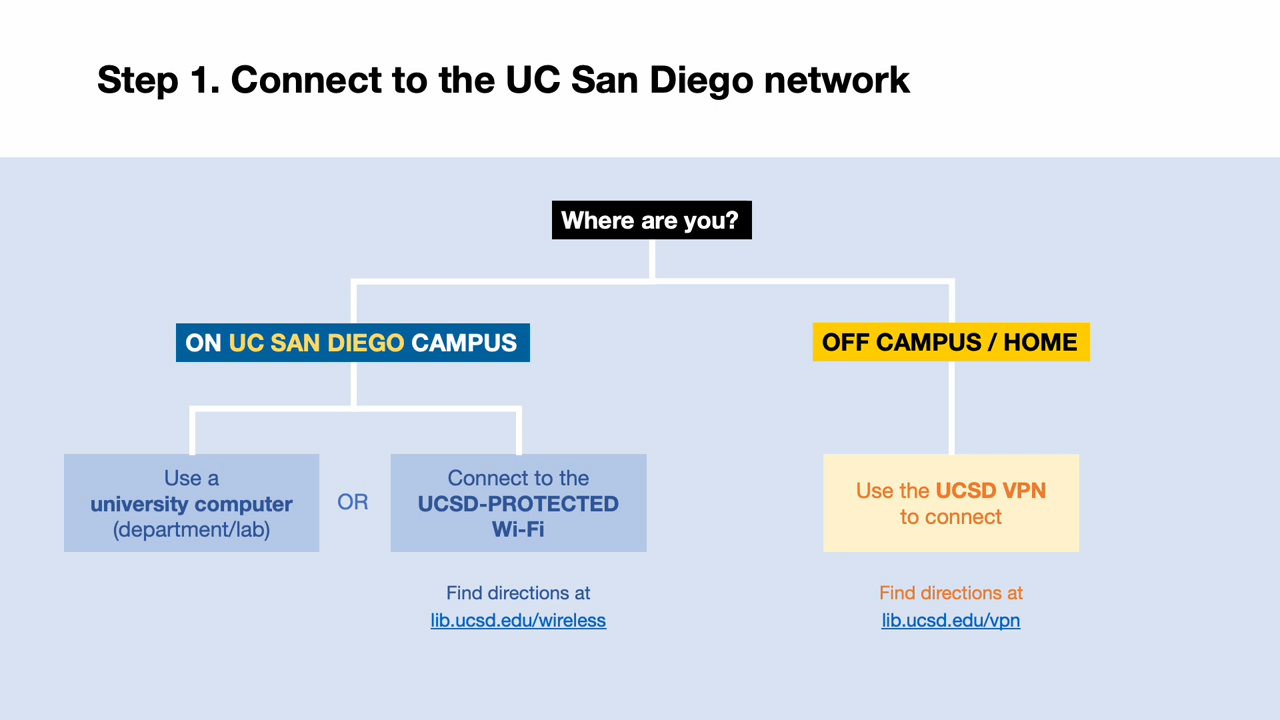 Step 1. Connect to the UC San Diego network
Where are you?
ON UC SAN DIEGO CAMPUS
OFF CAMPUS / HOME
Use a
university computer
(department/lab)
OR
Connect to the
UCSD-PROTECTED
Wi-Fi
Use the UCSD VPN
to connect
Find directions at
lib.ucsd.edu/wireless
Find directions at
lib.ucsd.edu/vpn